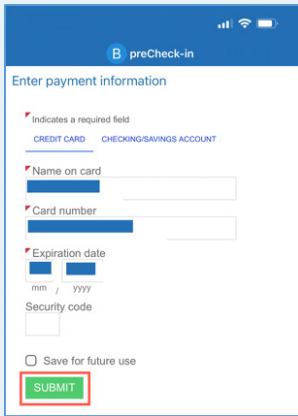 B preCheck-in
Enter payment information
Indicates a required field
CREDIT CARD CHECKING/SAVINGS ACCOUNT
Name on card
Card number
Expiration date
mm / yyyy
Security code
Save for future use
SUBMIT